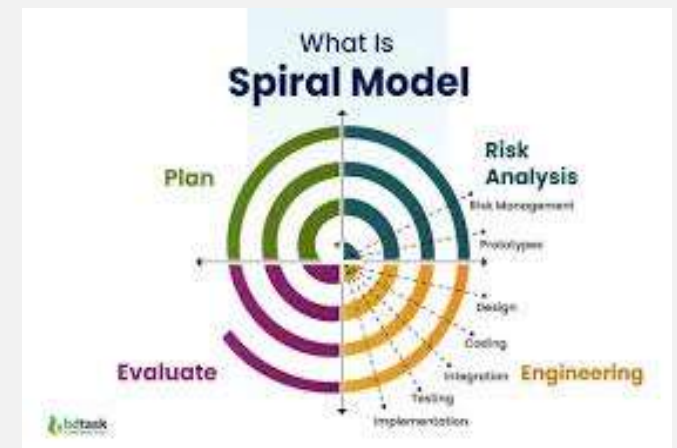 What Is
Spiral Model
Plan
Risk
Analysis
Risk Management
Prototypes
Design
Coding
Integration
Engineering
Testing
Implementation
Evaluate
bdtask